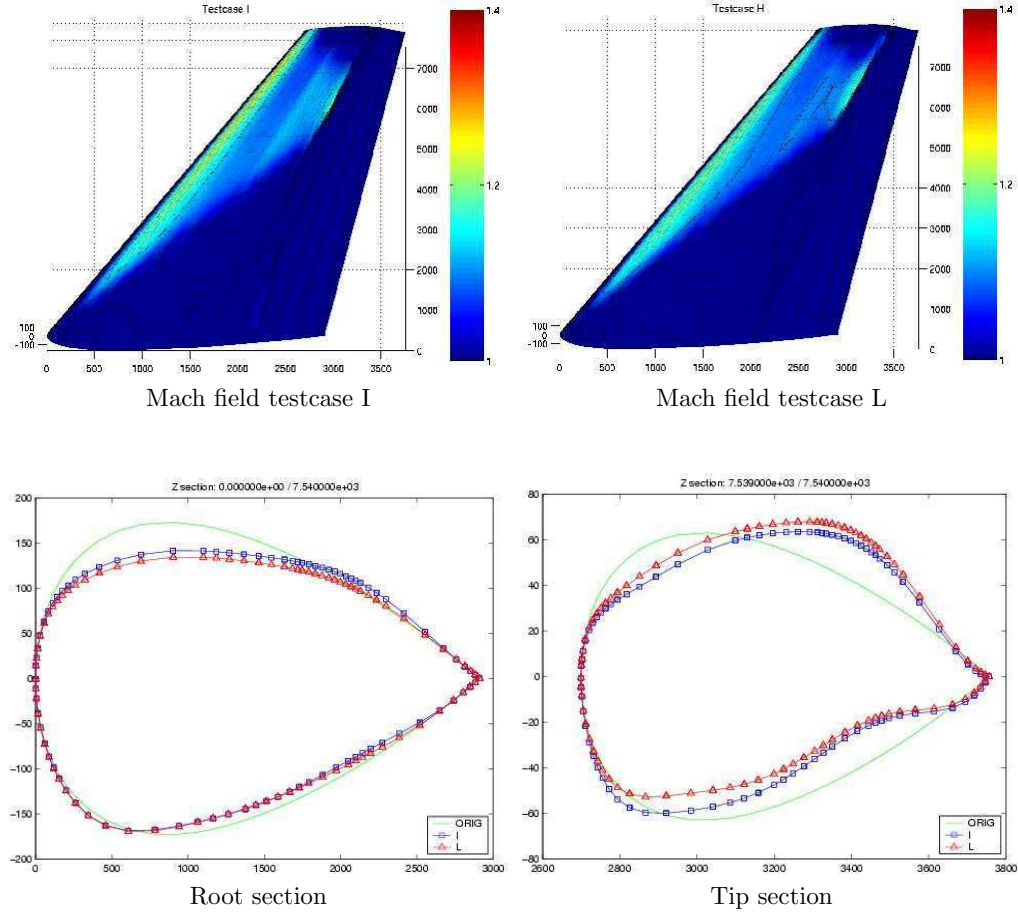 Testcase I
1.4
7000
6000
5000
1.2
4000
3000
2000
1000
100
0
-100
0
1
0 500 1000 1500 2000 2500 3000 3500
Mach field testcase I
Testcase H
1.4
7000
6000
5000
1.2
4000
3000
2000
1000
100
0
-100
0
1
0 500 1000 1500 2000 2500 3000 3500
Mach field testcase L
Z section: 0.000000e+00 / 7.540000e+03
200
150
100
50
0
−50
−100
−150
−200
0 500 1000 1500 2000 2500 3000
ORIG
I
L
Root section
Z section: 7.539000e+03 / 7.540000e+03
80
60
40
20
0
−20
−40
−60
−80
2600 2800 3000 3200 3400 3600 3800
ORIG
I
L
Tip section